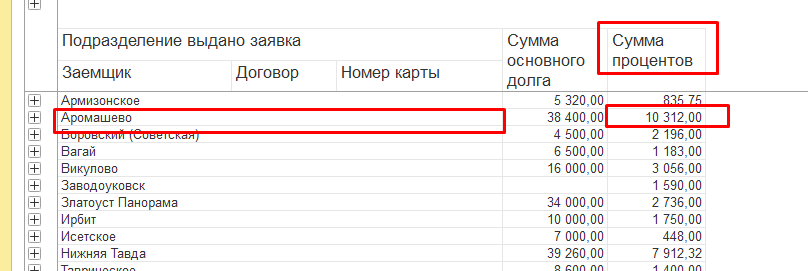 Подразделение выдано заявка Сумма основного долга Сумма процентов
Заемщик Договор Номер карты
Армизонское 5 320,00 835,75
Аромашево 38 400,00 10 312,00
Боровский (Советская) 4 500,00 2 196,00
Вагай 6 500,00 1 183,00
Викулово 16 000,00 3 056,00
Заводоуковск 1 590,00
Златоуст Панорама 34 000,00 2 736,00
Ирбит 10 000,00 1 750,00
Исетское 7 000,00 448,00
Нижняя Тавда 39 260,00 7 912,32
Таврическое 8 600,00 1 400,00